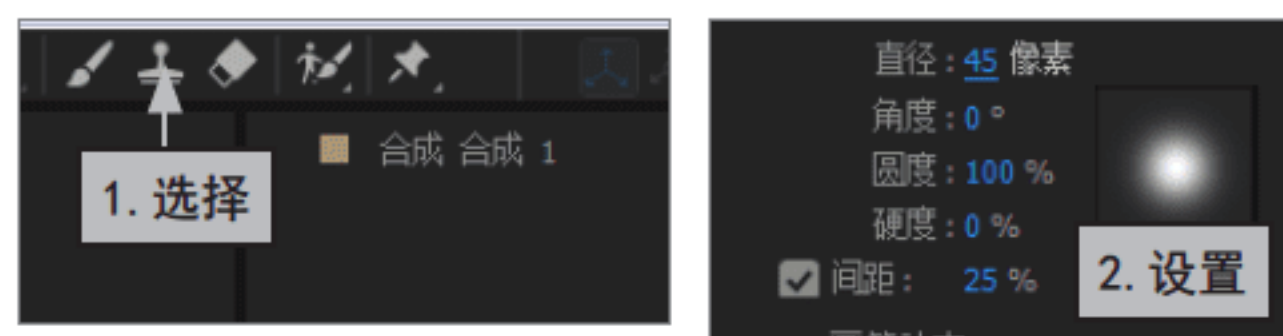 合成 合成 1
1. 选择
直径：45 像素
角度：0 °
圆度：100 %
硬度：0 %
间距： 25 %
2. 设置